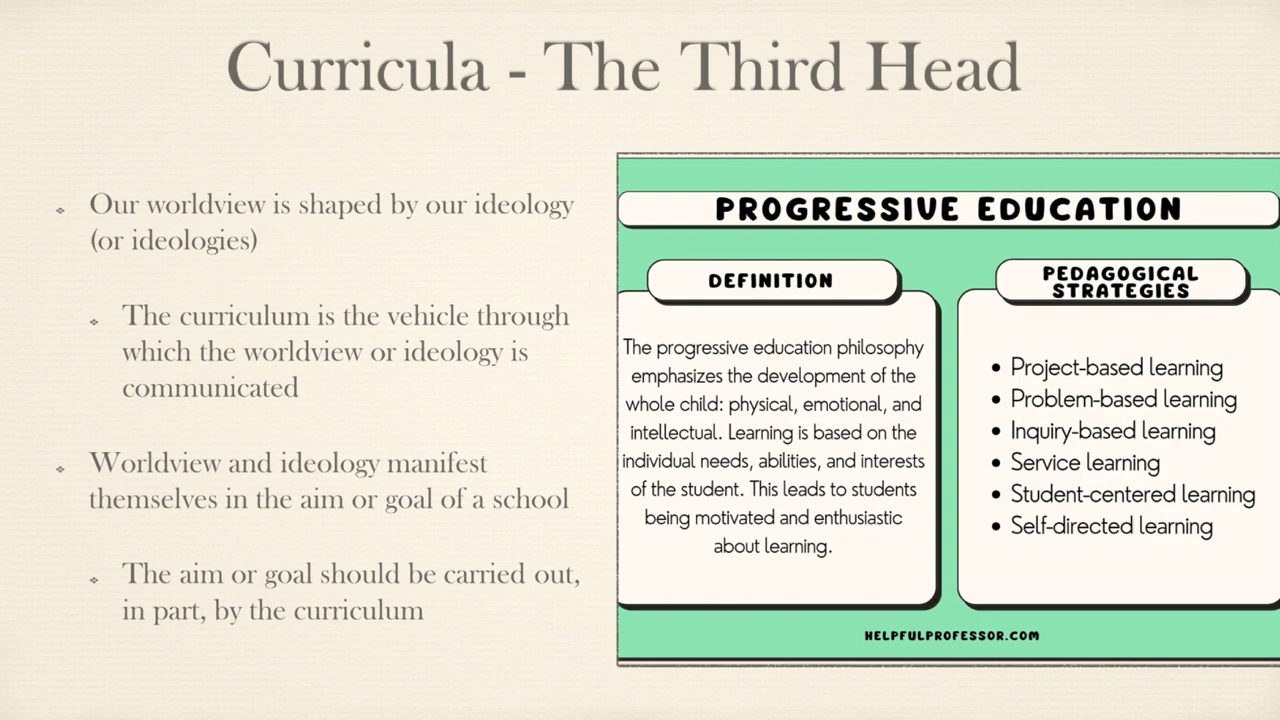 Curricula - The Third Head
Our worldview is shaped by our ideology
(or ideologies)
The curriculum is the vehicle through
which the worldview or ideology is
communicated
Worldview and ideology manifest
themselves in the aim or goal of a school
The aim or goal should be carried out,
in part, by the curriculum
PROGRESSIVE EDUCATION
DEFINITION
The progressive education philosophy
emphasizes the development of the
whole child: physical, emotional, and
intellectual. Learning is based on the
individual needs, abilities, and interests
of the student. This leads to students
being motivated and enthusiastic
about learning.
PEDAGOGICAL
STRATEGIES
• Project-based learning
• Problem-based learning
• Inquiry-based learning
• Service learning
• Student-centered learning
• Self-directed learning
HELPFULPROFESSOR.COM